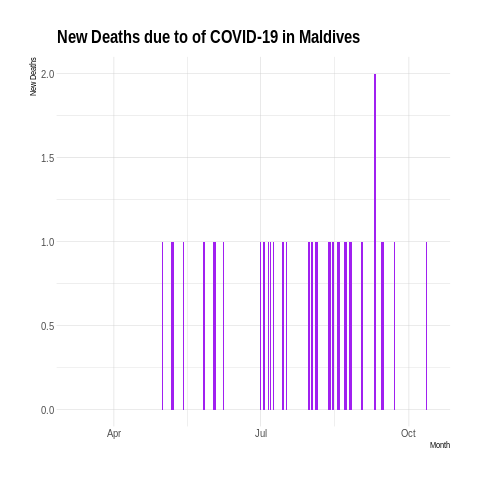 New Deaths due to of COVID-19 in Maldives
New Deaths
2.0
1.5
1.0
0.5
0.0
Apr
Jul
Oct
Month